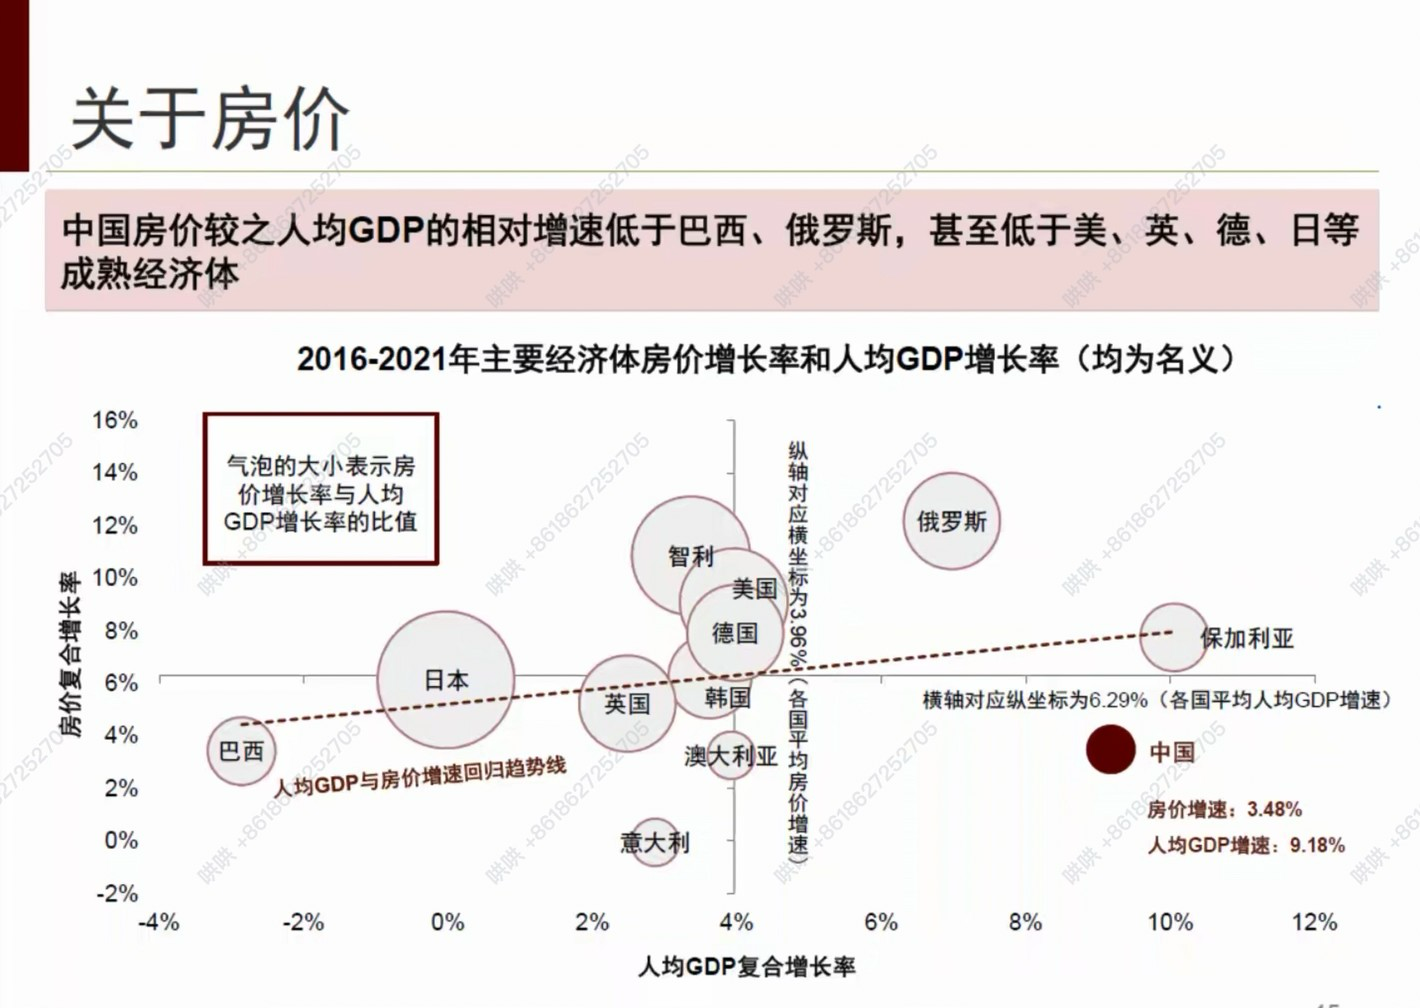 关于房价
中国房价较之人均GDP的相对增速低于巴西、俄罗斯，甚至低于美、英、德、日等
成熟经济体
2016-2021年主要经济体房价增长率和人均GDP增长率（均为名义）
气泡的大小表示房
价增长率与人均
GDP增长率的比值
房价复合增长率
16%
14%
12%
10%
8%
6%
4%
2%
0%
-2%
纵轴对应横坐标为3.96%（各国平均房价增速）
俄罗斯
智利
美国
德国
保加利亚
日本
英国
韩国
横轴对应纵坐标为6.29%（各国平均人均GDP增速）
巴西
澳大利亚
中国
人均GDP与房价增速回归趋势线
房价增速：3.48%
意大利
人均GDP增速：9.18%
-4%
-2%
0%
2%
4%
6%
8%
10%
12%
人均GDP复合增长率
哄哄 +8618627252705